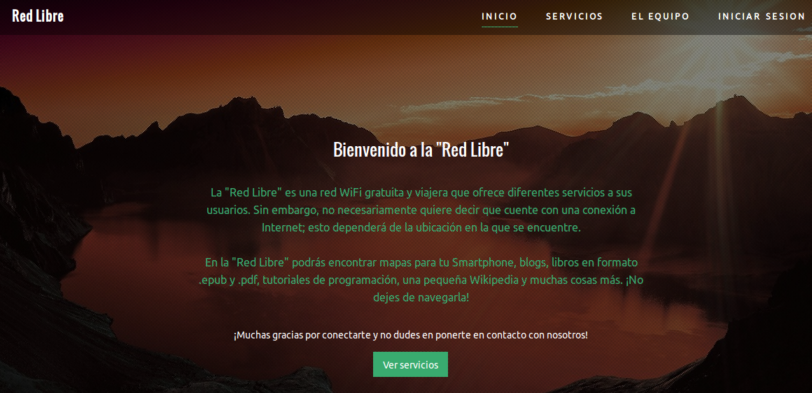 Red Libre
INICIO SERVICIOS EL EQUIPO INICIAR SESION
Bienvenido a la "Red Libre"
La "Red Libre" es una red WiFi gratuita y viajera que ofrece diferentes servicios a sus
usuarios. Sin embargo, no necesariamente quiere decir que cuente con una conexión a
Internet; esto dependerá de la ubicación en la que se encuentre.
En la "Red Libre" podrás encontrar mapas para tu Smartphone, blogs, libros en formato
.epub y .pdf, tutoriales de programación, una pequeña Wikipedia y muchas cosas más. ¡No
dejes de navegarla!
¡Muchas gracias por conectarte y no dudes en ponerte en contacto con nosotros!
Ver servicios